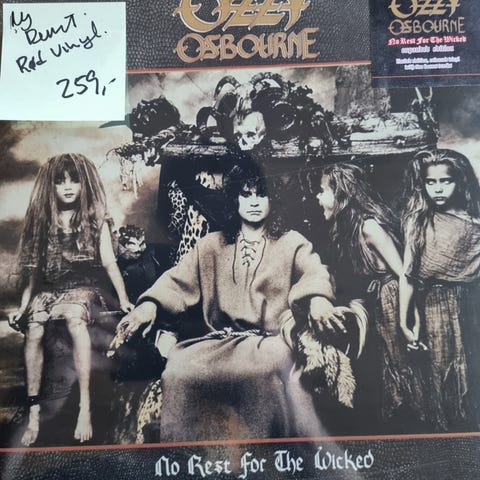 Ny
Rød Vinyl.
259,-
OZZY
OSBOURNE
OZZY
OSBOURNE
No Rest For The Wicked
expanded edition
No Rest for The Wicked